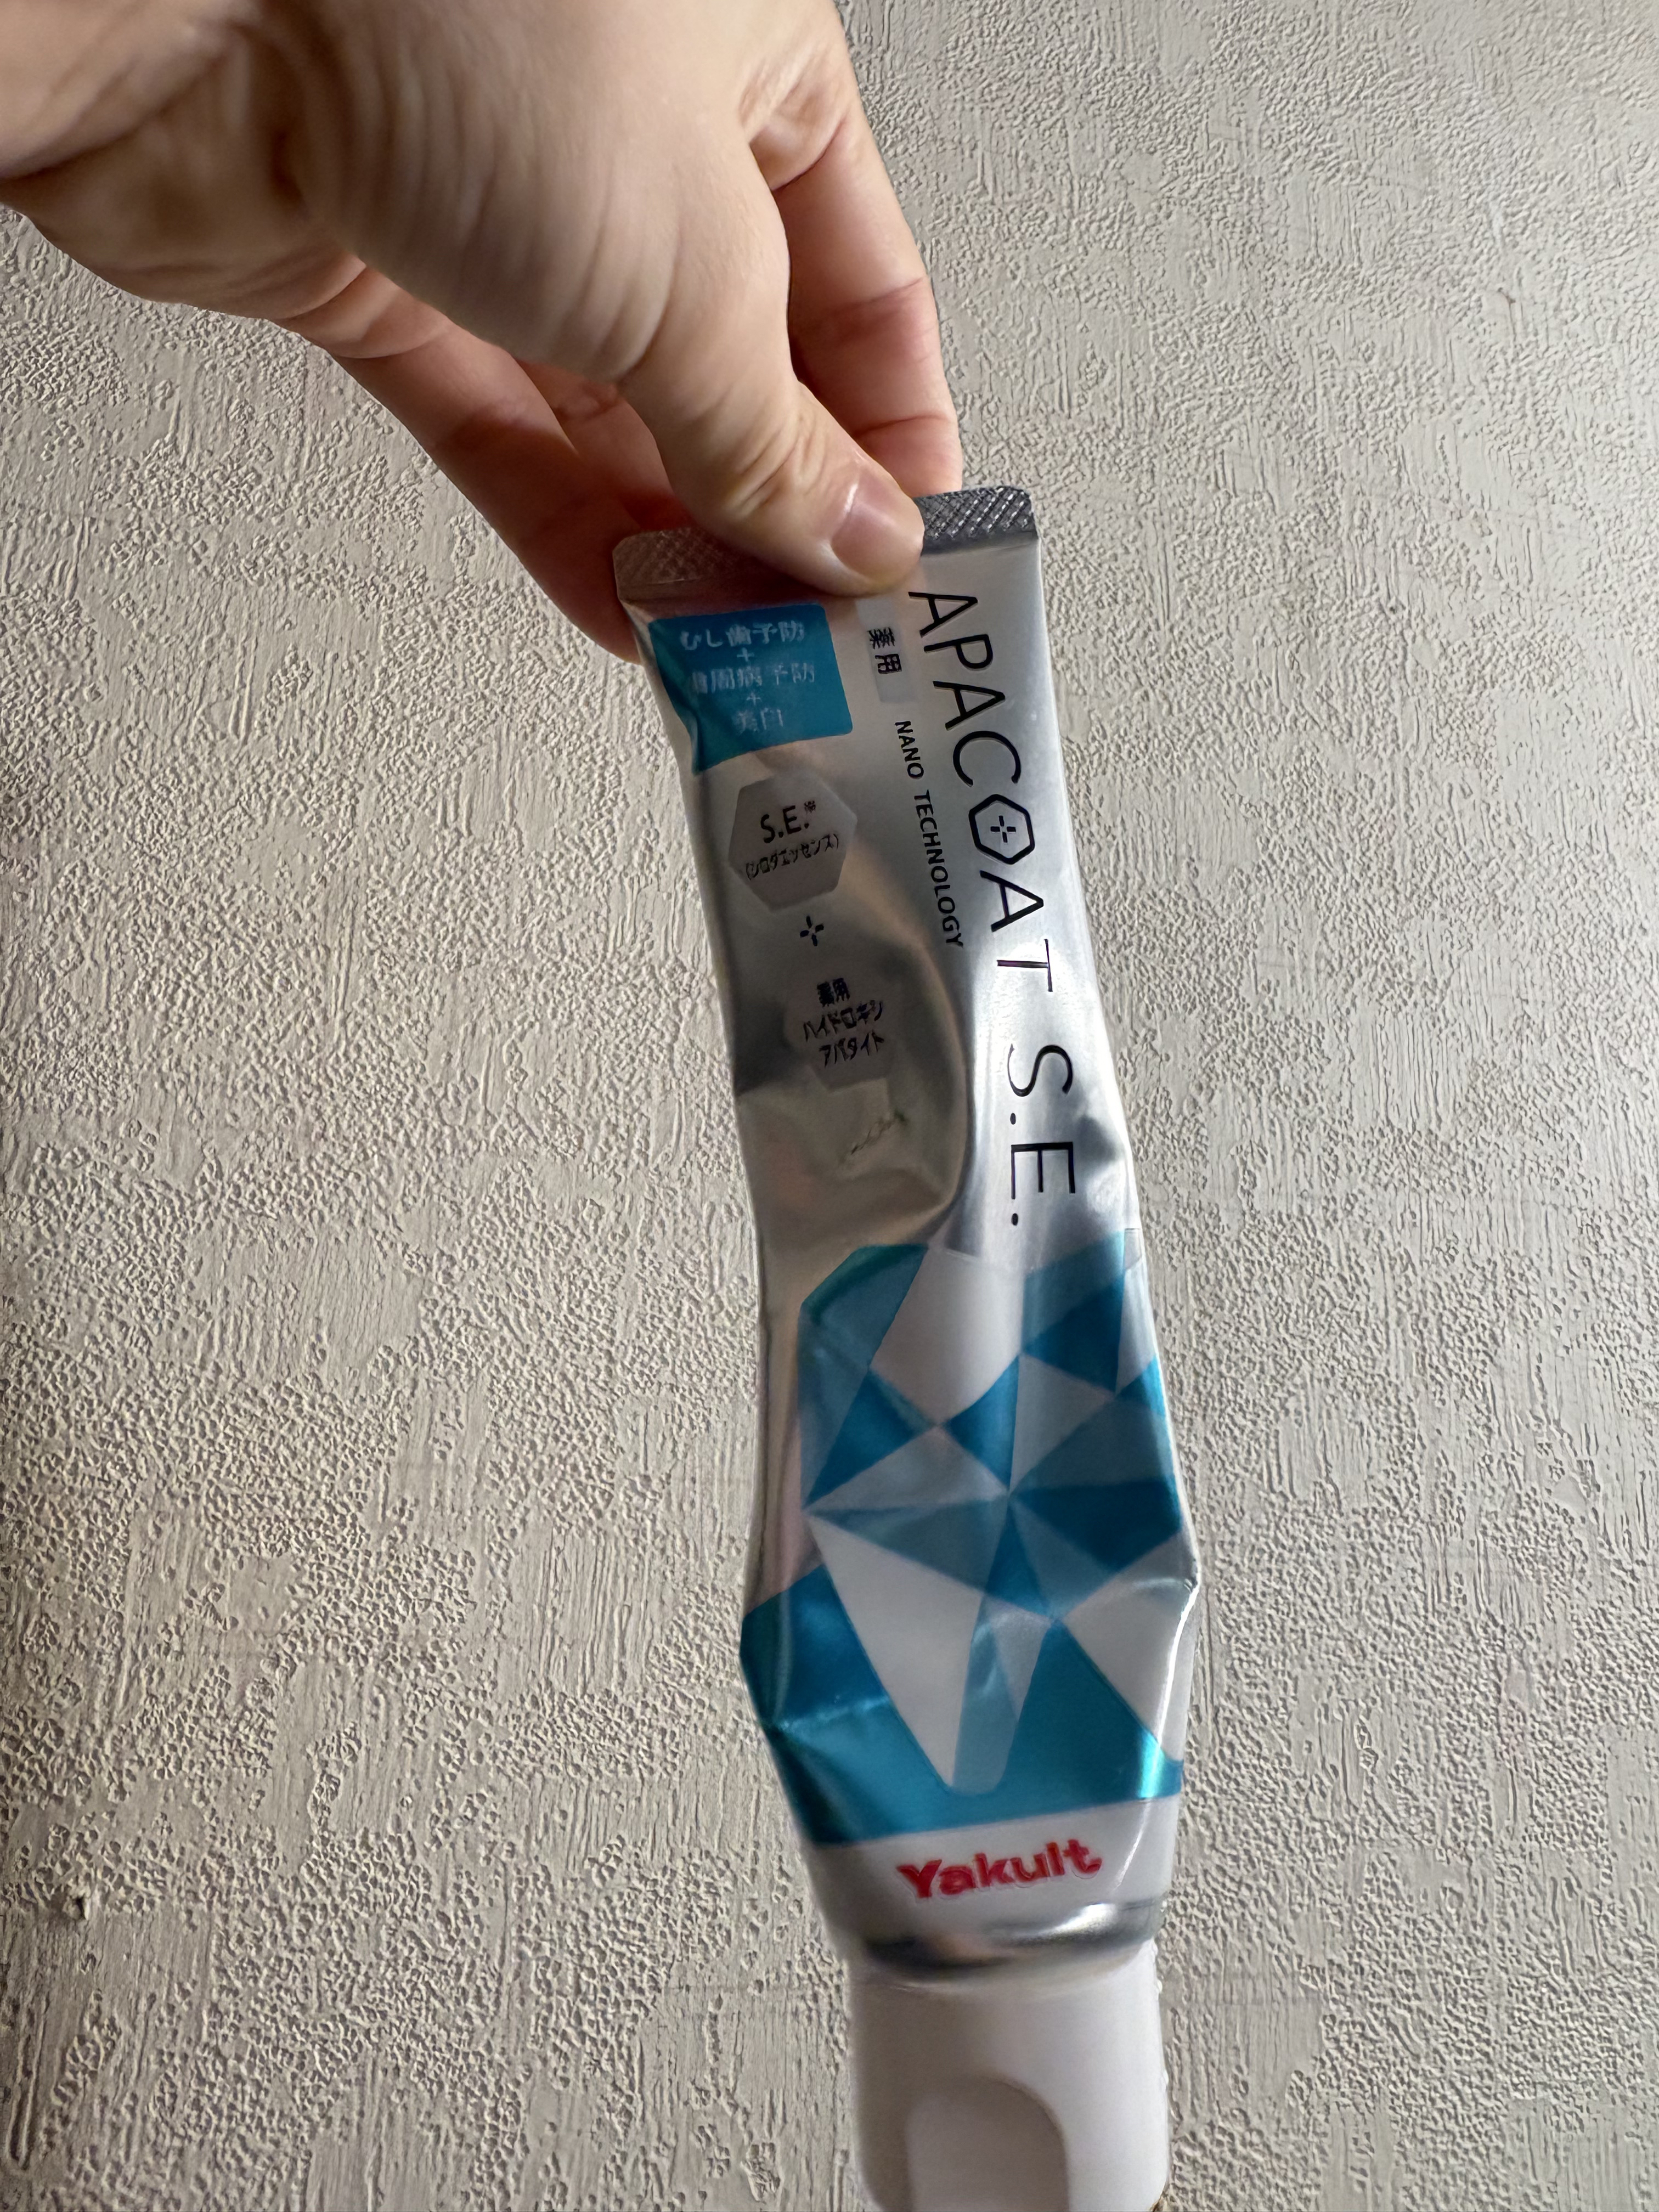 むし歯予防
+
歯周病予防
+
美白
薬用
APACOAT S.E.
NANO TECHNOLOGY
S.E.※
(シロタエッセンス)
+
薬用
ハイドロキシ
アパタイト
Yakult